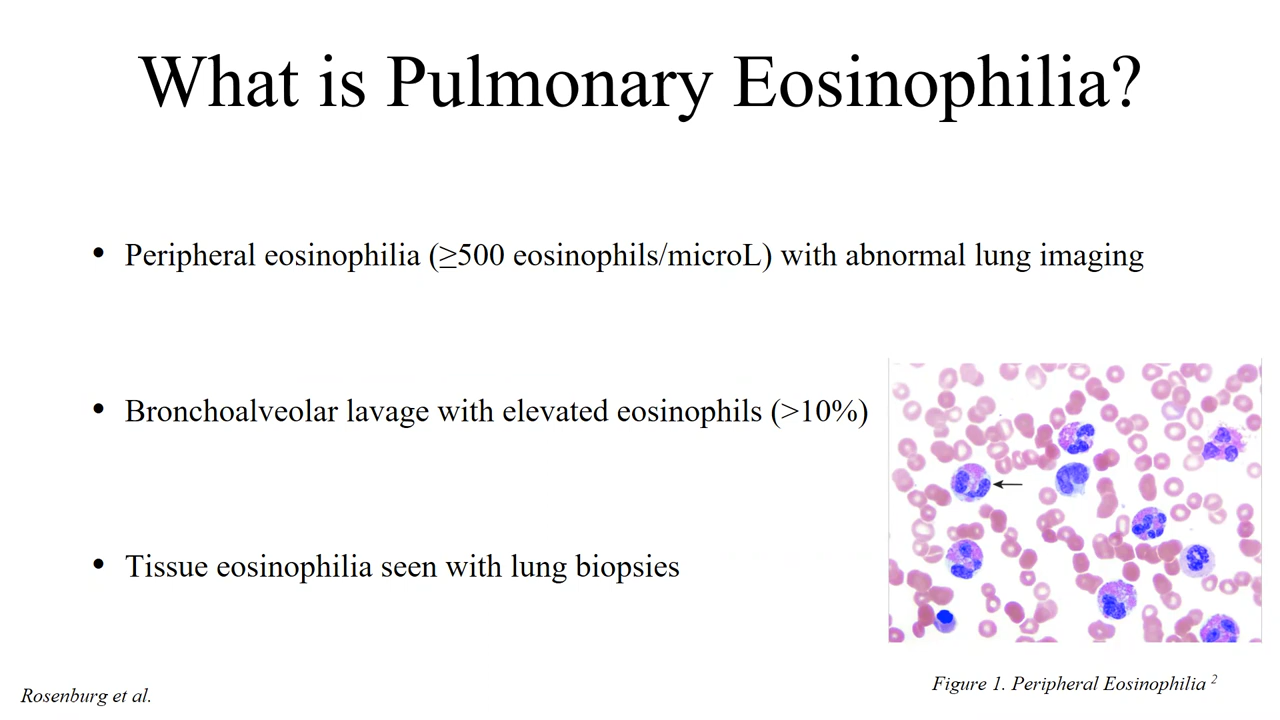 What is Pulmonary Eosinophilia?
• Peripheral eosinophilia (≥500 eosinophils/microL) with abnormal lung imaging
• Bronchoalveolar lavage with elevated eosinophils (>10%)
• Tissue eosinophilia seen with lung biopsies
Figure 1. Peripheral Eosinophilia ²
Rosenburg et al.